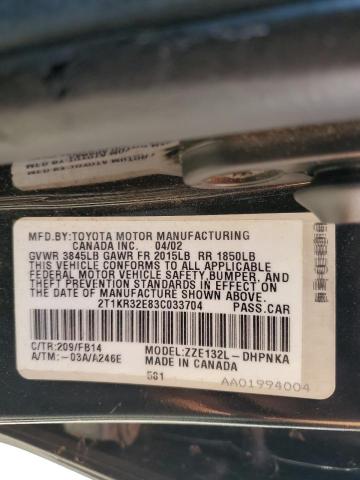 MFD.BY:TOYOTA MOTOR MANUFACTURING
CANADA INC. 04/02
GVWR 3845LB GAWR FR 2015LB RR 1850LB
THIS VEHICLE CONFORMS TO ALL APPLICABLE
FEDERAL MOTOR VEHICLE SAFETY,BUMPER, AND
THEFT PREVENTION STANDARDS IN EFFECT ON
THE DATE OF MANUFACTURE SHOWN ABOVE.
2T1KR32E83C033704 PASS.CAR
C/TR:209/FB14 MODEL:ZZE132L-DHPNKA
A/TM:-03A/A246E MADE IN CANADA
581 AA01994004